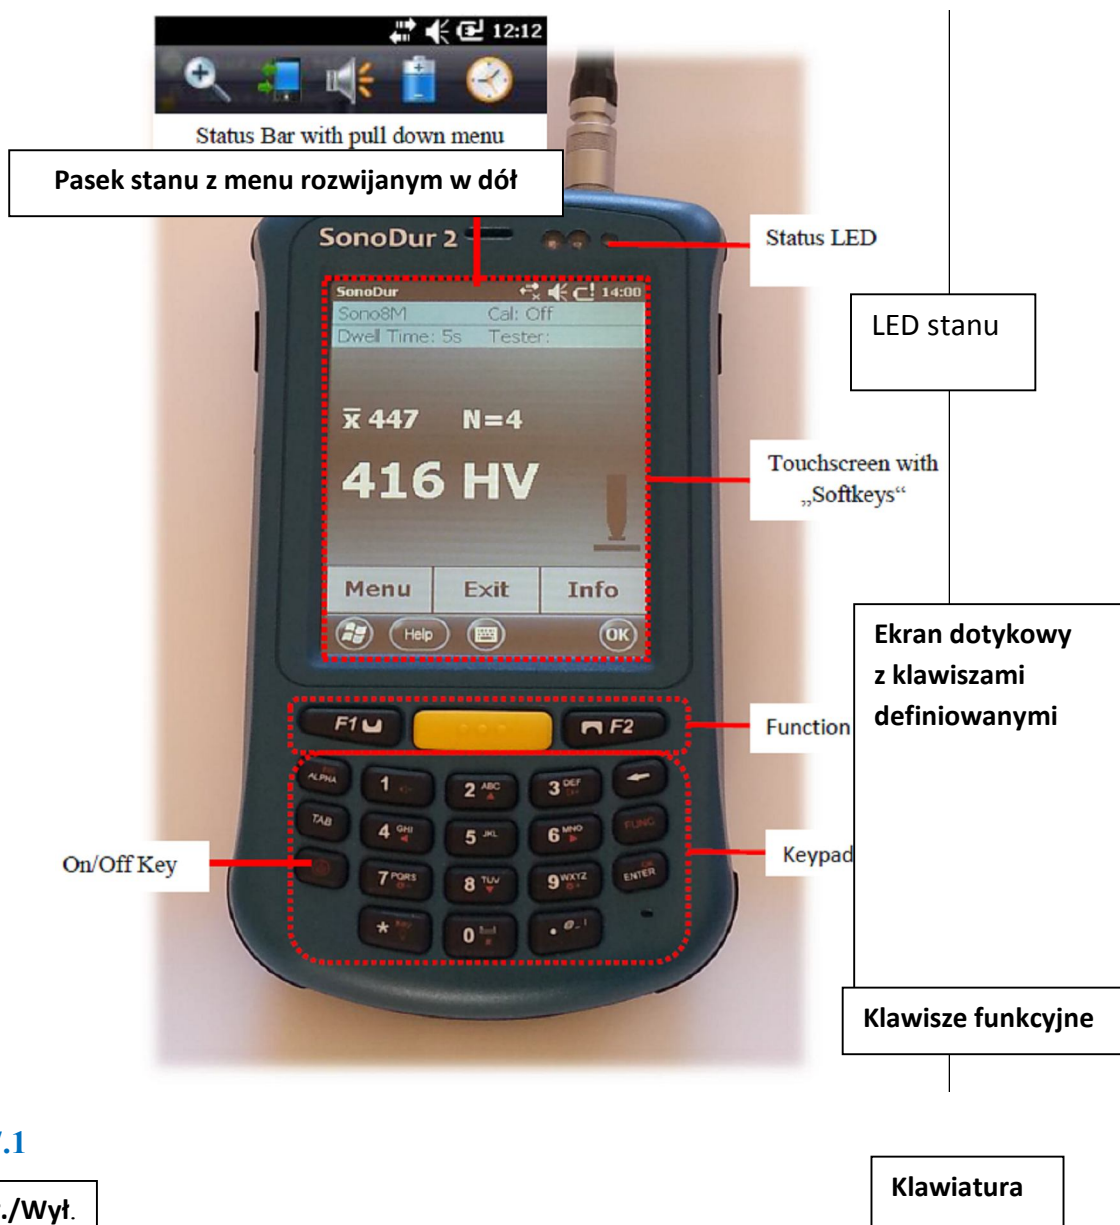 12:12
Status Bar with pull down menu
Pasek stanu z menu rozwijanym w dół
SonoDur 2
Status LED
SonoDur 14:00
Sono8M Cal: Off
Dwell Time: 5s Tester:
LED stanu
x̅ 447 N=4
416 HV
Touchscreen with
„Softkeys“
Menu Exit Info
Help OK
Ekran dotykowy
z klawiszami
definiowanymi
F1 F2
Function
ALPHA 1 2 ABC 3 DEF
TAB 4 GHI 5 JKL 6 MNO FUNC
On/Off Key
Keypad
7 PQRS 8 TUV 9 WXYZ OK ENTER
* 0 . @_!
Klawisze funkcyjne
7.1
./Wył.
Klawiatura